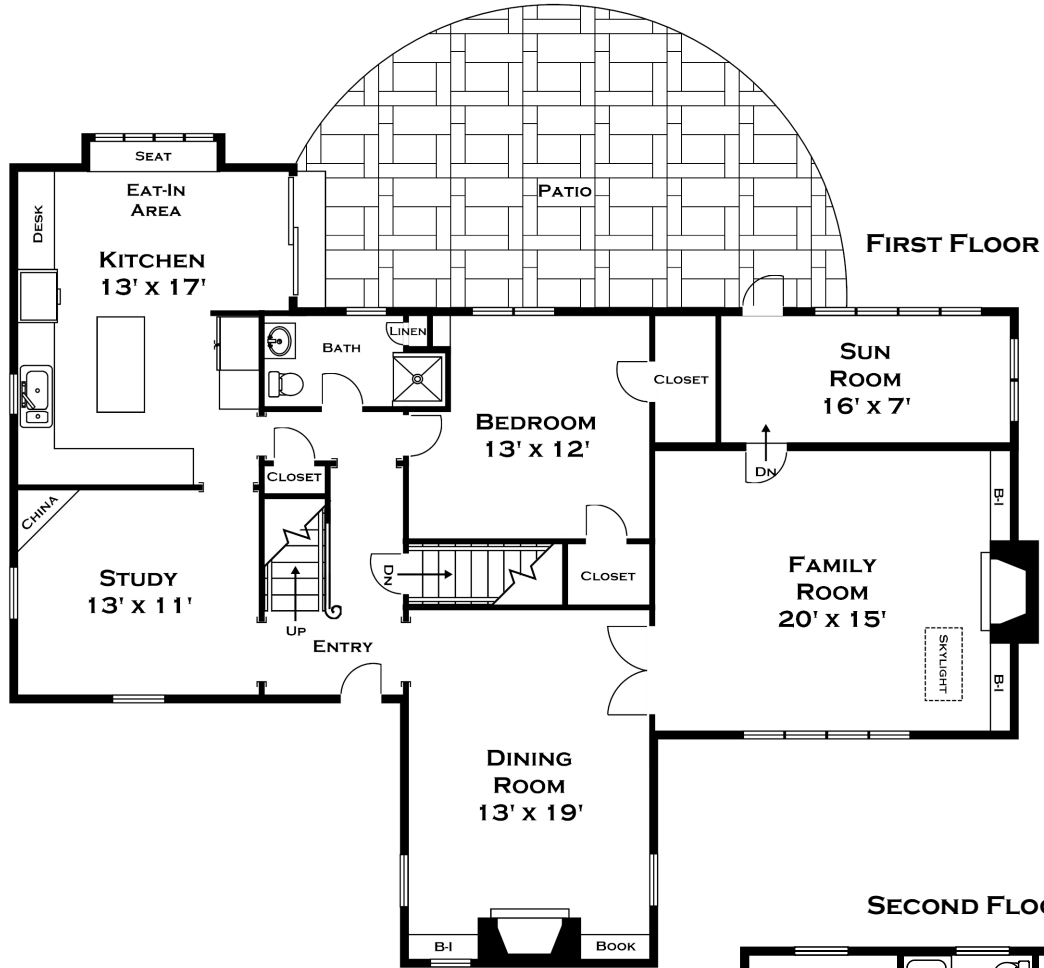 SEAT
EAT-IN
AREA
DESK
KITCHEN
13' X 17'
PATIO
FIRST FLOOR
LINEN
BATH
SUN
ROOM
16' X 7'
CLOSET
BEDROOM
13' X 12'
CLOSET
DN
B-I
CHINA
STUDY
13' X 11'
UP
ENTRY
DN
CLOSET
FAMILY
ROOM
20' X 15'
SKYLIGHT
B-I
DINING
ROOM
13' X 19'
B-I
BOOK
SECOND FLOO